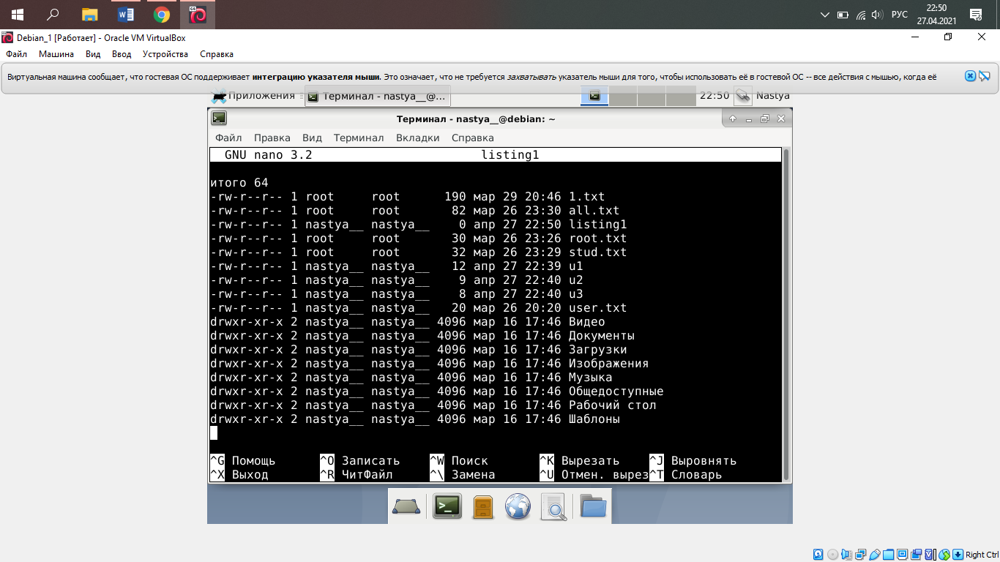 22:50
РУС
27.04.2021
Debian_1 [Работает] - Oracle VM VirtualBox
Файл Машина Вид Ввод Устройства Справка
Виртуальная машина сообщает, что гостевая ОС поддерживает интеграцию указателя мыши. Это означает, что не требуется захватывать указатель мыши для того, чтобы использовать её в гостевой ОС -- все действия с мышью, когда её
Приложения Терминал - nastya__@... 22:50 Nastya
Терминал - nastya__@debian: ~
Файл Правка Вид Терминал Вкладки Справка
GNU nano 3.2 listing1
итого 64
-rw-r--r-- 1 root root 190 мар 29 20:46 1.txt
-rw-r--r-- 1 root root 82 мар 26 23:30 all.txt
-rw-r--r-- 1 nastya__ nastya__ 0 апр 27 22:50 listing1
-rw-r--r-- 1 root root 30 мар 26 23:26 root.txt
-rw-r--r-- 1 root root 32 мар 26 23:29 stud.txt
-rw-r--r-- 1 nastya__ nastya__ 12 апр 27 22:39 u1
-rw-r--r-- 1 nastya__ nastya__ 9 апр 27 22:40 u2
-rw-r--r-- 1 nastya__ nastya__ 8 апр 27 22:40 u3
-rw-r--r-- 1 nastya__ nastya__ 20 мар 26 20:20 user.txt
drwxr-xr-x 2 nastya__ nastya__ 4096 мар 16 17:46 Видео
drwxr-xr-x 2 nastya__ nastya__ 4096 мар 16 17:46 Документы
drwxr-xr-x 2 nastya__ nastya__ 4096 мар 16 17:46 Загрузки
drwxr-xr-x 2 nastya__ nastya__ 4096 мар 16 17:46 Изображения
drwxr-xr-x 2 nastya__ nastya__ 4096 мар 16 17:46 Музыка
drwxr-xr-x 2 nastya__ nastya__ 4096 мар 16 17:46 Общедоступные
drwxr-xr-x 2 nastya__ nastya__ 4096 мар 16 17:46 Рабочий стол
drwxr-xr-x 2 nastya__ nastya__ 4096 мар 16 17:46 Шаблоны
^G Помощь ^O Записать ^W Поиск ^K Вырезать ^J Выровнять
^X Выход ^R ЧитФайл ^\ Замена ^U Отмен. вырез ^T Словарь
Right Ctrl